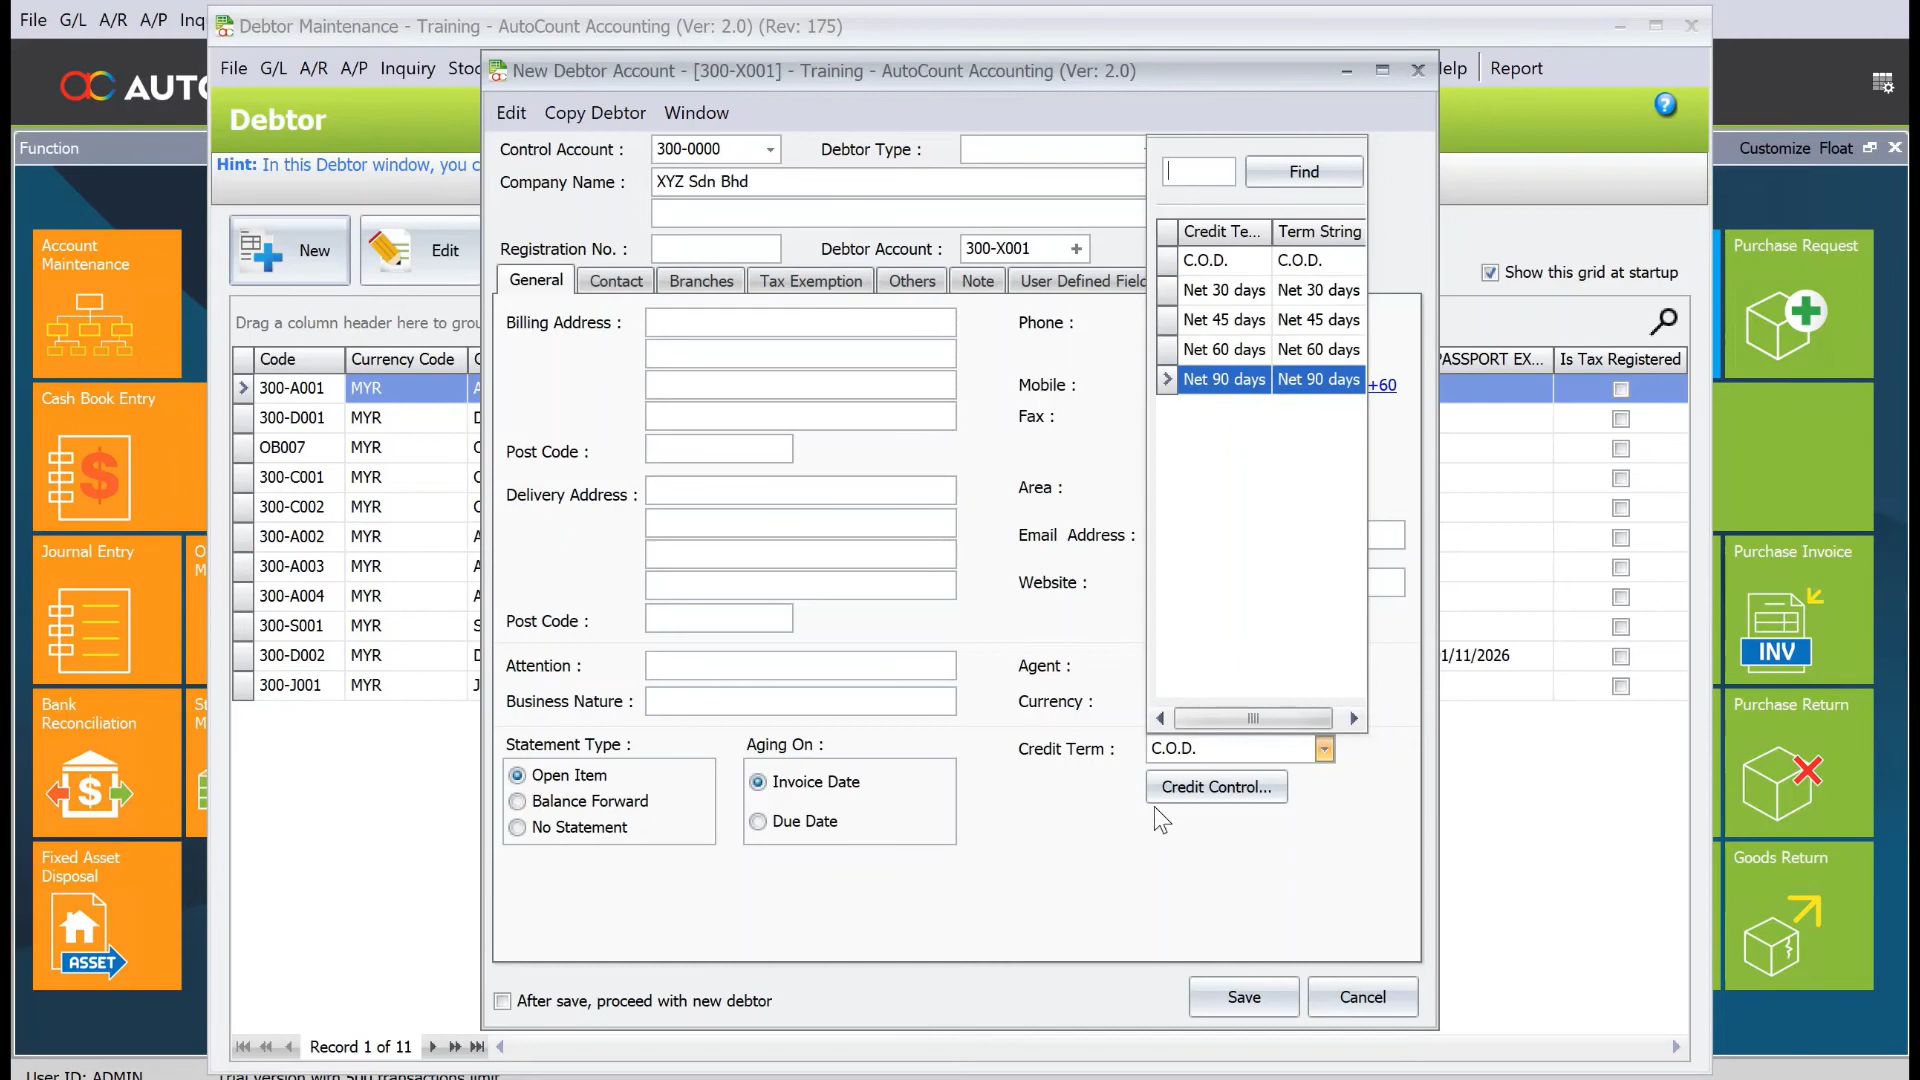 File G/L A/R A/P Inq
Debtor Maintenance - Training - AutoCount Accounting (Ver: 2.0) (Rev: 175)
AUTO
File G/L A/R A/P Inquiry Stoc
elp Report
New Debtor Account - [300-X001] - Training - AutoCount Accounting (Ver: 2.0)
Edit Copy Debtor Window
Debtor
Hint: In this Debtor window, you c
Function
Customize Float
New
Edit
Show this grid at startup
Drag a column header here to grou
Code Currency Code
PASSPORT EX... Is Tax Registered
300-A001 MYR
300-D001 MYR
OB007 MYR
300-C001 MYR
300-C002 MYR
300-A002 MYR
300-A003 MYR
300-A004 MYR
300-S001 MYR
300-D002 MYR 1/11/2026
300-J001 MYR
Control Account : 300-0000 Debtor Type :
Company Name : XYZ Sdn Bhd
Registration No. : Debtor Account : 300-X001 +
General Contact Branches Tax Exemption Others Note User Defined Field
Billing Address :
Post Code :
Delivery Address :
Post Code :
Attention :
Business Nature :
Phone :
Mobile : +60
Fax :
Area :
Email Address :
Website :
Agent :
Currency :
Credit Term : C.O.D.
Credit Control...
Find
Credit Te... Term String
C.O.D. C.O.D.
Net 30 days Net 30 days
Net 45 days Net 45 days
Net 60 days Net 60 days
Net 90 days Net 90 days
Statement Type :
Open Item
Balance Forward
No Statement
Aging On :
Invoice Date
Due Date
After save, proceed with new debtor
Save
Cancel
Record 1 of 11
Account
Maintenance
Cash Book Entry
Journal Entry
Bank
Reconciliation
Fixed Asset
Disposal
ASSET
Purchase Request
Purchase Invoice
INV
Purchase Return
Goods Return
User ID: ADMIN
Trial version with 500 transactions limit